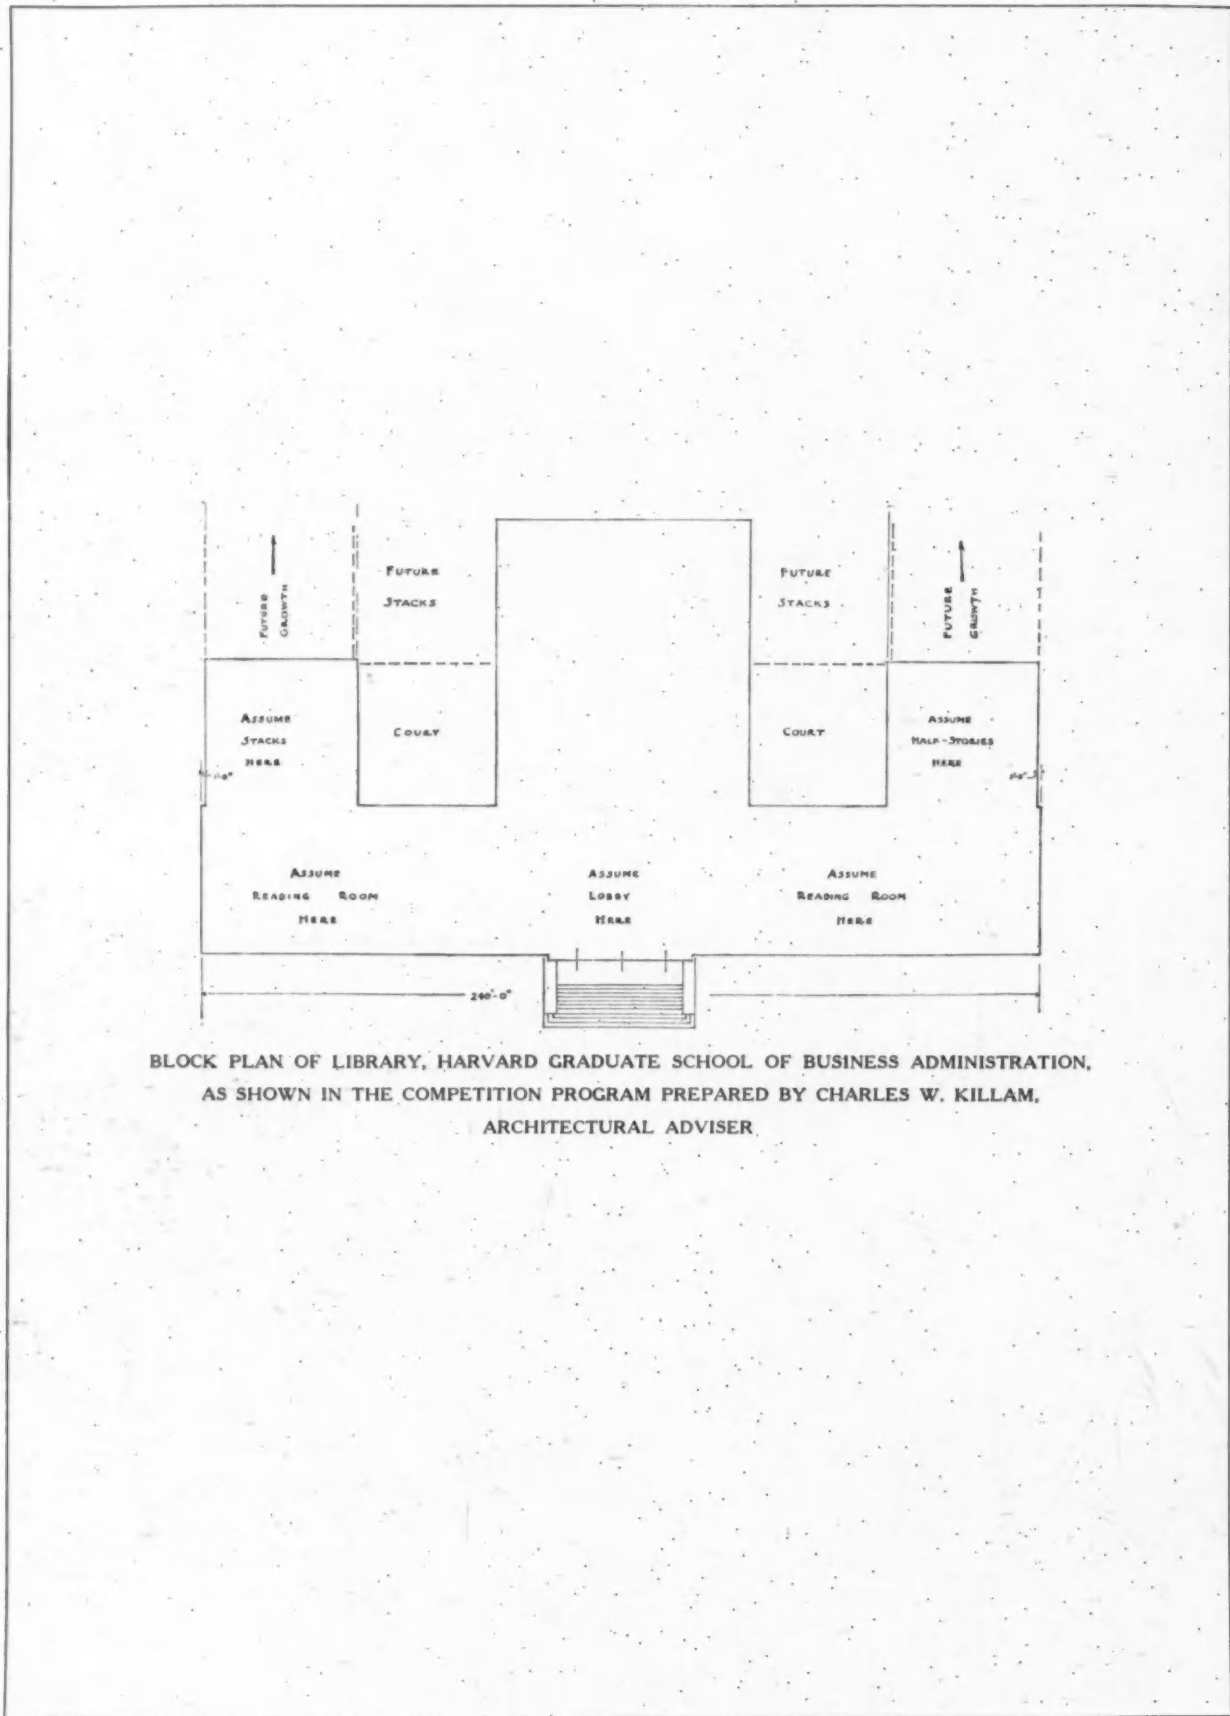 FUTURE
STACKS
FUTURE
GROWTH
FUTURE
STACKS
FUTURE
GROWTH
ASSUME
STACKS
HERE
COURT
COURT
ASSUME
HALF-STORIES
HERE
ASSUME
READING ROOM
HERE
ASSUME
LOBBY
HERE
ASSUME
READING ROOM
HERE
240'-0"
BLOCK PLAN OF LIBRARY, HARVARD GRADUATE SCHOOL OF BUSINESS ADMINISTRATION,
AS SHOWN IN THE COMPETITION PROGRAM PREPARED BY CHARLES W. KILLAM,
ARCHITECTURAL ADVISER